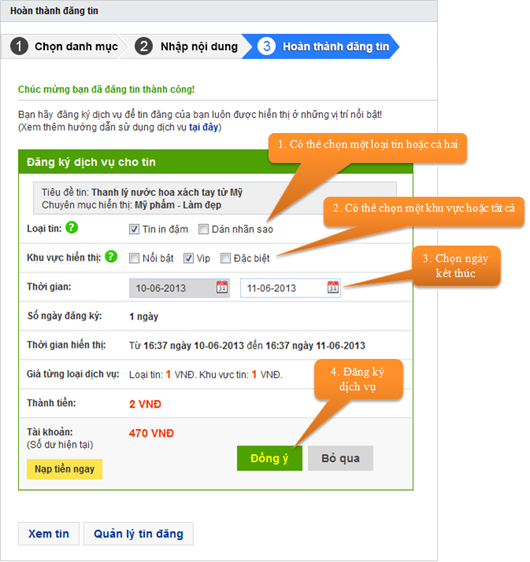 Hoàn thành đăng tin
1 Chọn danh mục
2 Nhập nội dung
3 Hoàn thành đăng tin
Chúc mừng bạn đã đăng tin thành công!
Bạn hãy đăng ký dịch vụ để tin đăng của bạn luôn được hiển thị ở những vị trí nổi bật!
(Xem thêm hướng dẫn sử dụng dịch vụ tại đây)
1. Có thể chọn một loại tin hoặc cả hai
Đăng ký dịch vụ cho tin
Tiêu đề tin: Thanh lý nước hoa xách tay từ Mỹ
Chuyên mục hiển thị: Mỹ phẩm - Làm đẹp
2. Có thể chọn một khu vực hoặc tất cả
Loại tin: ? Tin in đậm Dán nhãn sao
Khu vực hiển thị: ? Nổi bật Vip Đặc biệt
3. Chọn ngày
kết thúc
Thời gian: 10-06-2013 11-06-2013
Số ngày đăng ký: 1 ngày
Thời gian hiển thị: Từ 16:37 ngày 10-06-2013 đến 16:37 ngày 11-06-2013
Giá từng loại dịch vụ: Loại tin: 1 VNĐ. Khu vực tin: 1 VNĐ.
4. Đăng ký
dịch vụ
Thành tiền: 2 VNĐ
Tài khoản: 470 VNĐ
(Số dư hiện tại)
Đồng ý Bỏ qua
Nạp tiền ngay
Xem tin Quản lý tin đăng